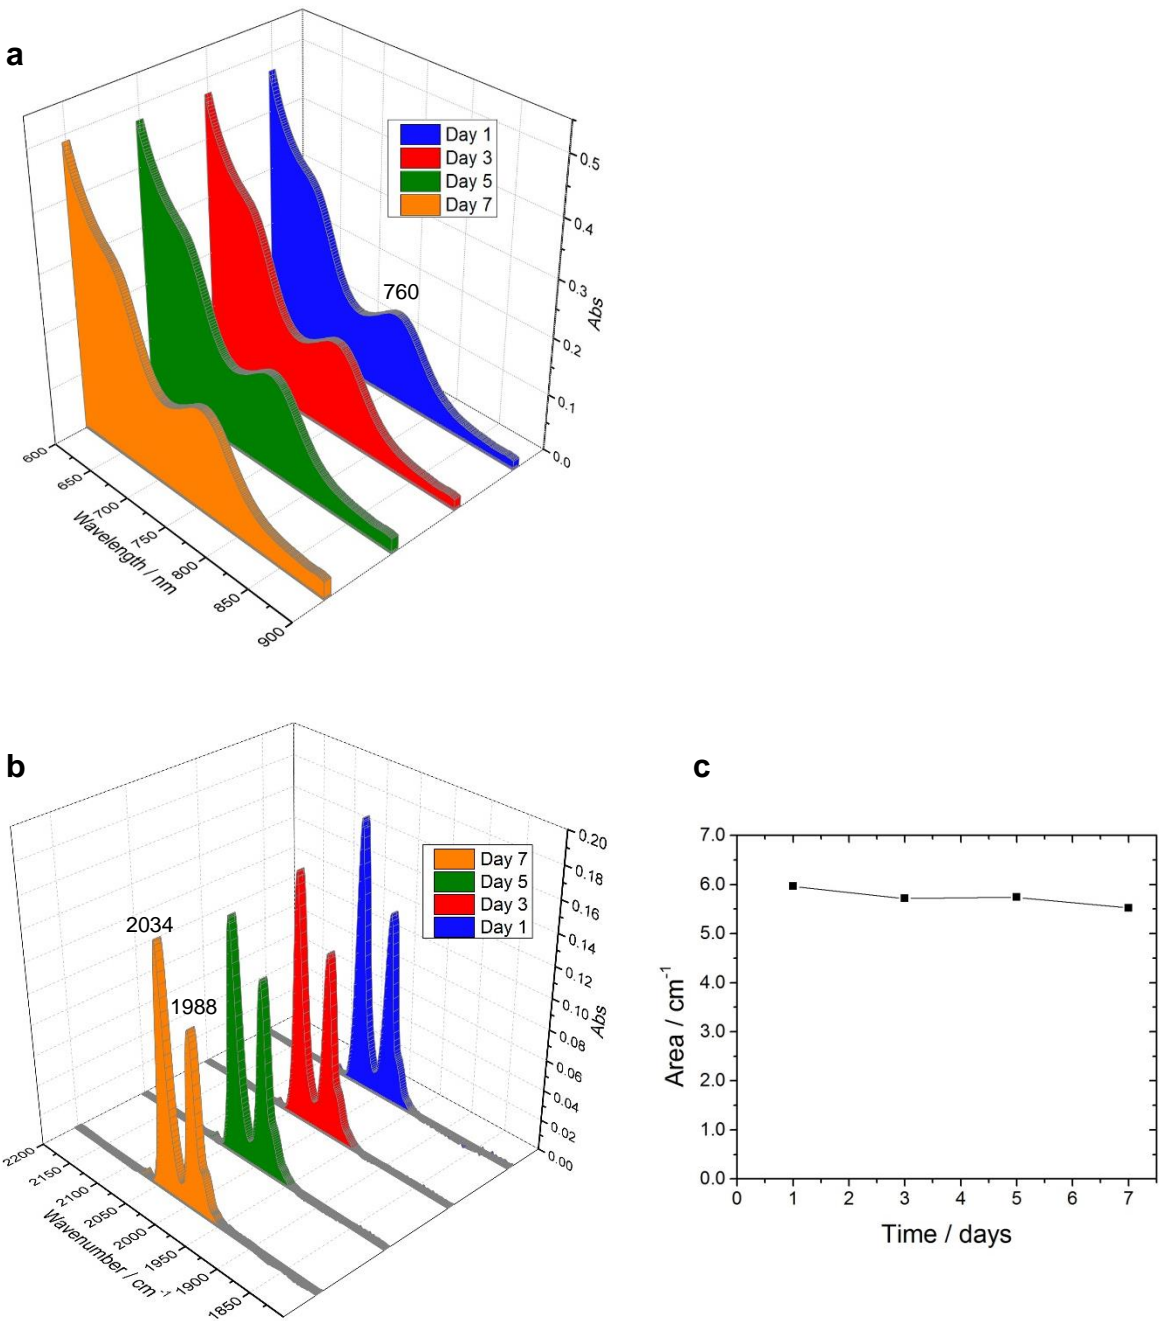 a
Day 1
Day 3
Day 5
Day 7
760
0.5
0.4
0.3
0.2
0.1
0.0
Abs
600
650
700
750
800
850
900
Wavelength / nm
b
Day 7
Day 5
Day 3
Day 1
2034
1988
0.20
0.18
0.16
0.14
0.12
0.10
0.08
0.06
0.04
0.02
0.00
Abs
2200
2150
2100
2050
2000
1950
1900
1850
Wavenumber / cm -1
c
7.0
6.0
5.0
4.0
3.0
2.0
1.0
0.0
Area / cm-1
0 1 2 3 4 5 6 7
Time / days